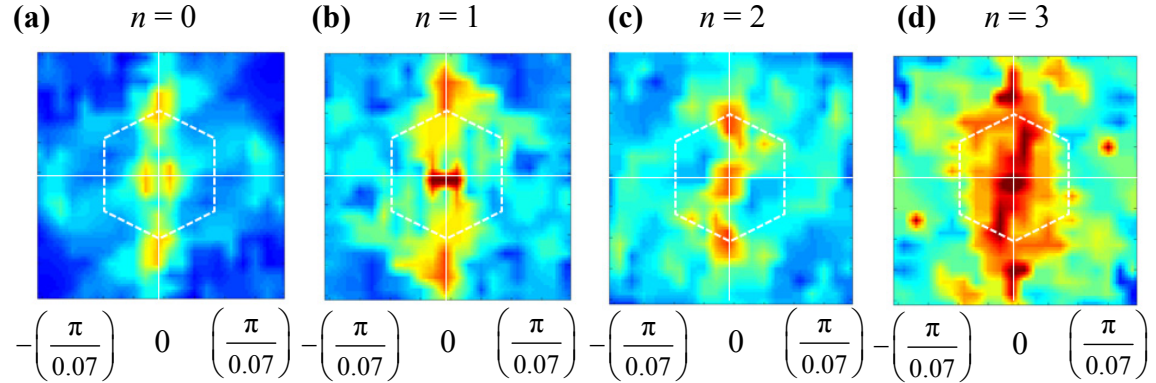 (a) n = 0 (b) n = 1 (c) n = 2 (d) n = 3
−(π/0.07) 0 (π/0.07) −(π/0.07) 0 (π/0.07) −(π/0.07) 0 (π/0.07) −(π/0.07) 0 (π/0.07)